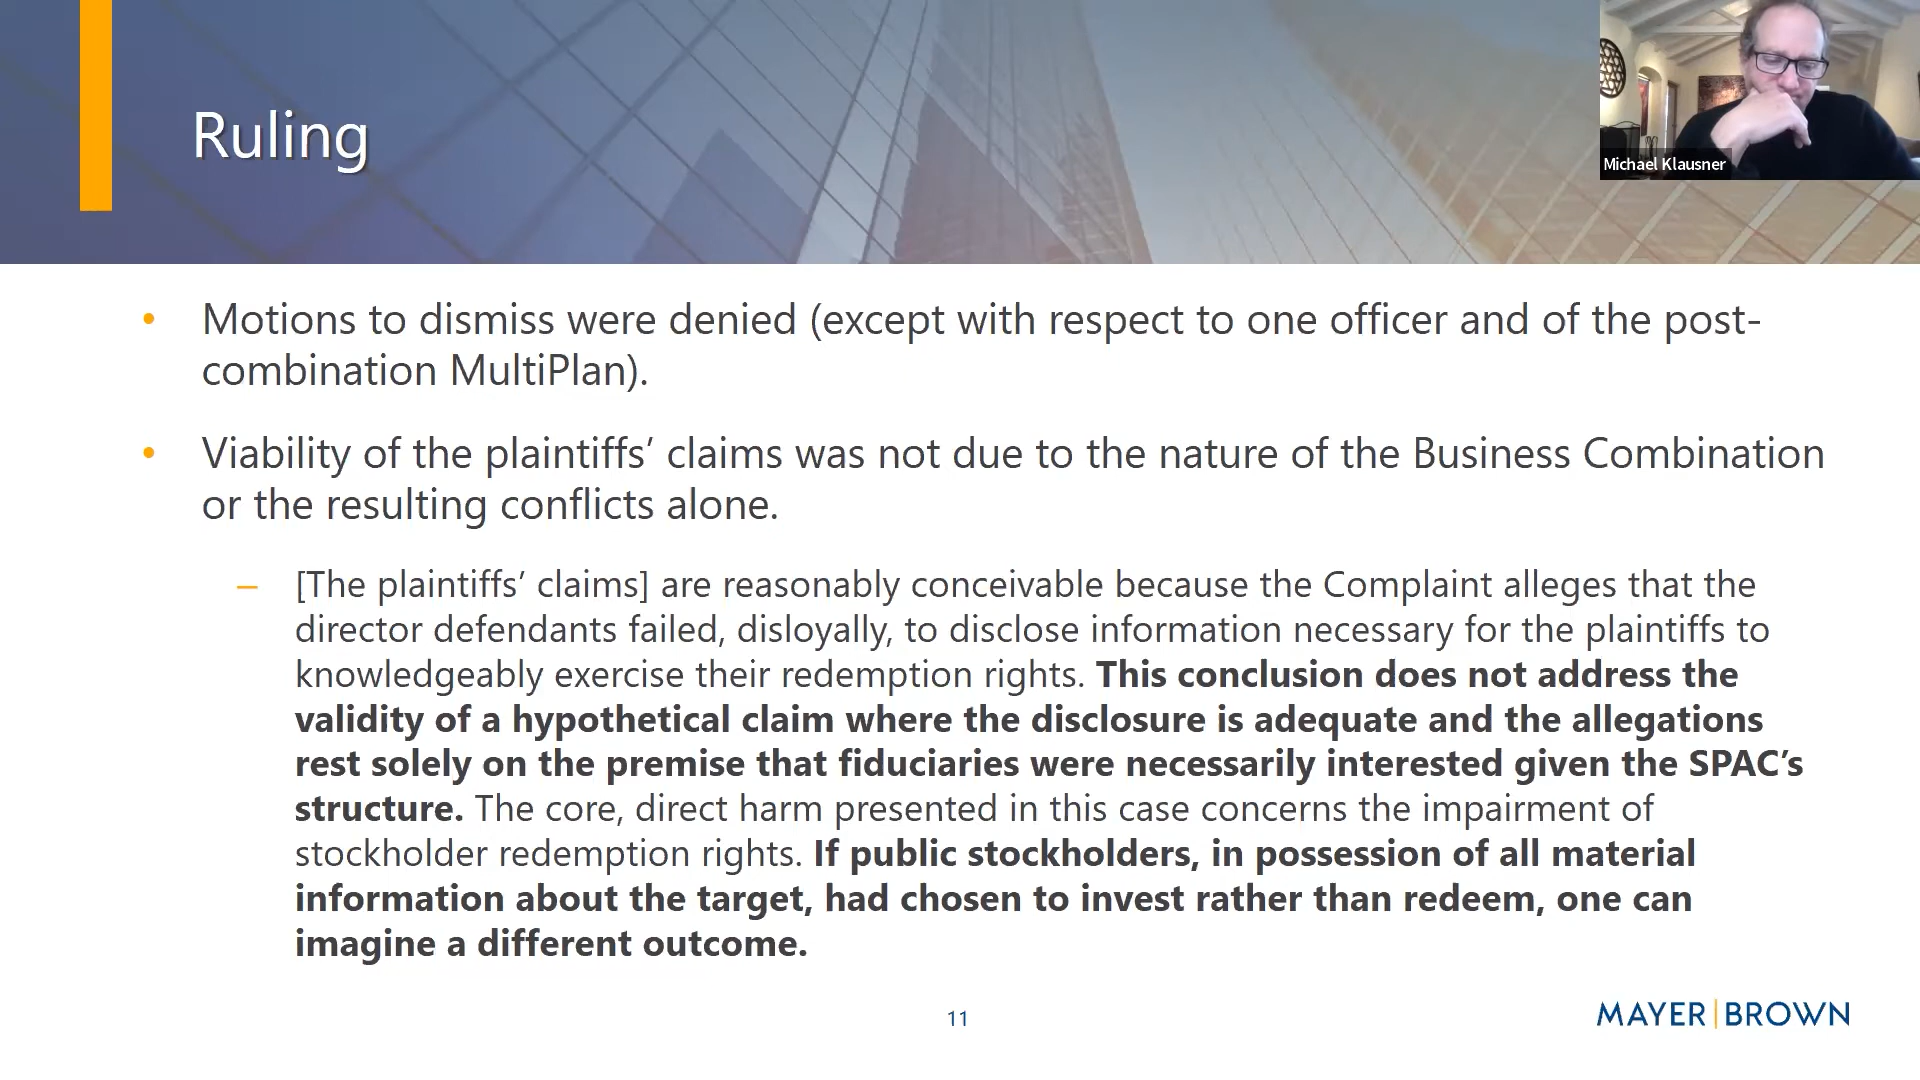 Ruling
Michael Klausner
• Motions to dismiss were denied (except with respect to one officer and of the post-
combination MultiPlan).
• Viability of the plaintiffs’ claims was not due to the nature of the Business Combination
or the resulting conflicts alone.
– [The plaintiffs’ claims] are reasonably conceivable because the Complaint alleges that the
director defendants failed, disloyally, to disclose information necessary for the plaintiffs to
knowledgeably exercise their redemption rights. This conclusion does not address the
validity of a hypothetical claim where the disclosure is adequate and the allegations
rest solely on the premise that fiduciaries were necessarily interested given the SPAC’s
structure. The core, direct harm presented in this case concerns the impairment of
stockholder redemption rights. If public stockholders, in possession of all material
information about the target, had chosen to invest rather than redeem, one can
imagine a different outcome.
11
MAYER|BROWN